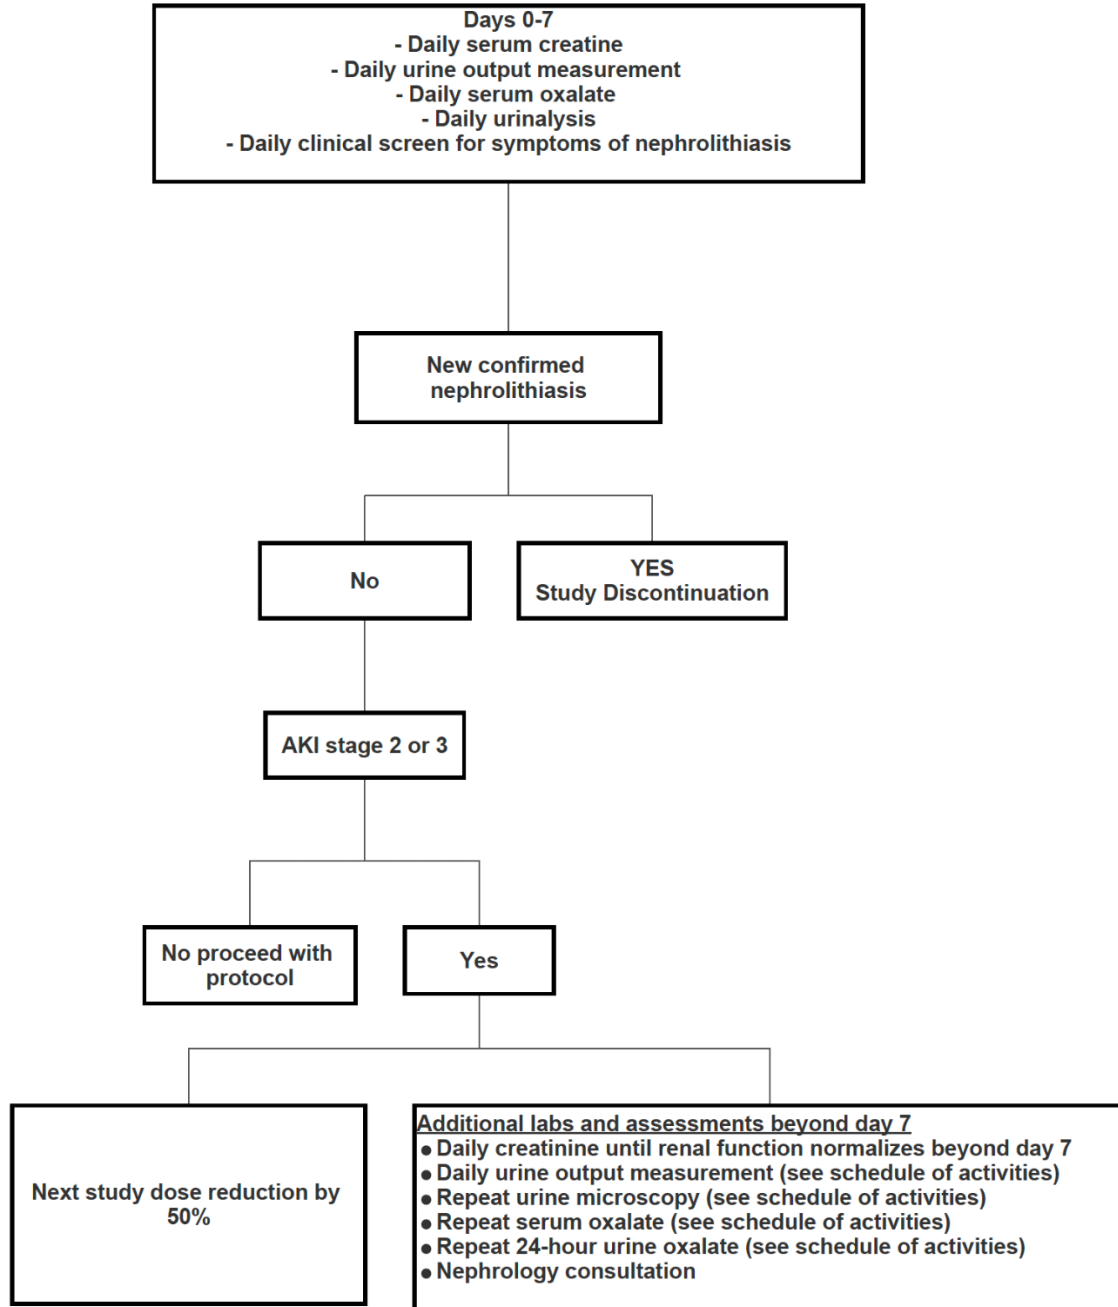 Days 0-7
- Daily serum creatine
- Daily urine output measurement
- Daily serum oxalate
- Daily urinalysis
- Daily clinical screen for symptoms of nephrolithiasis
New confirmed
nephrolithiasis
No
YES
Study Discontinuation
AKI stage 2 or 3
No proceed with
protocol
Yes
Next study dose reduction by
50%
Additional labs and assessments beyond day 7
● Daily creatinine until renal function normalizes beyond day 7
● Daily urine output measurement (see schedule of activities)
● Repeat urine microscopy (see schedule of activities)
● Repeat serum oxalate (see schedule of activities)
● Repeat 24-hour urine oxalate (see schedule of activities)
● Nephrology consultation